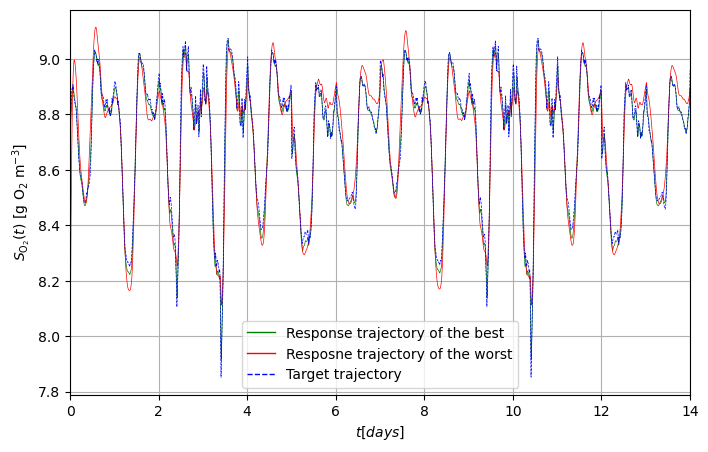 9.0
8.8
8.6
8.4
8.2
8.0
7.8
S_{O_2}(t) [g O_2 m^{-3}]
Response trajectory of the best
Resposne trajectory of the worst
Target trajectory
0 2 4 6 8 10 12 14
t[days]